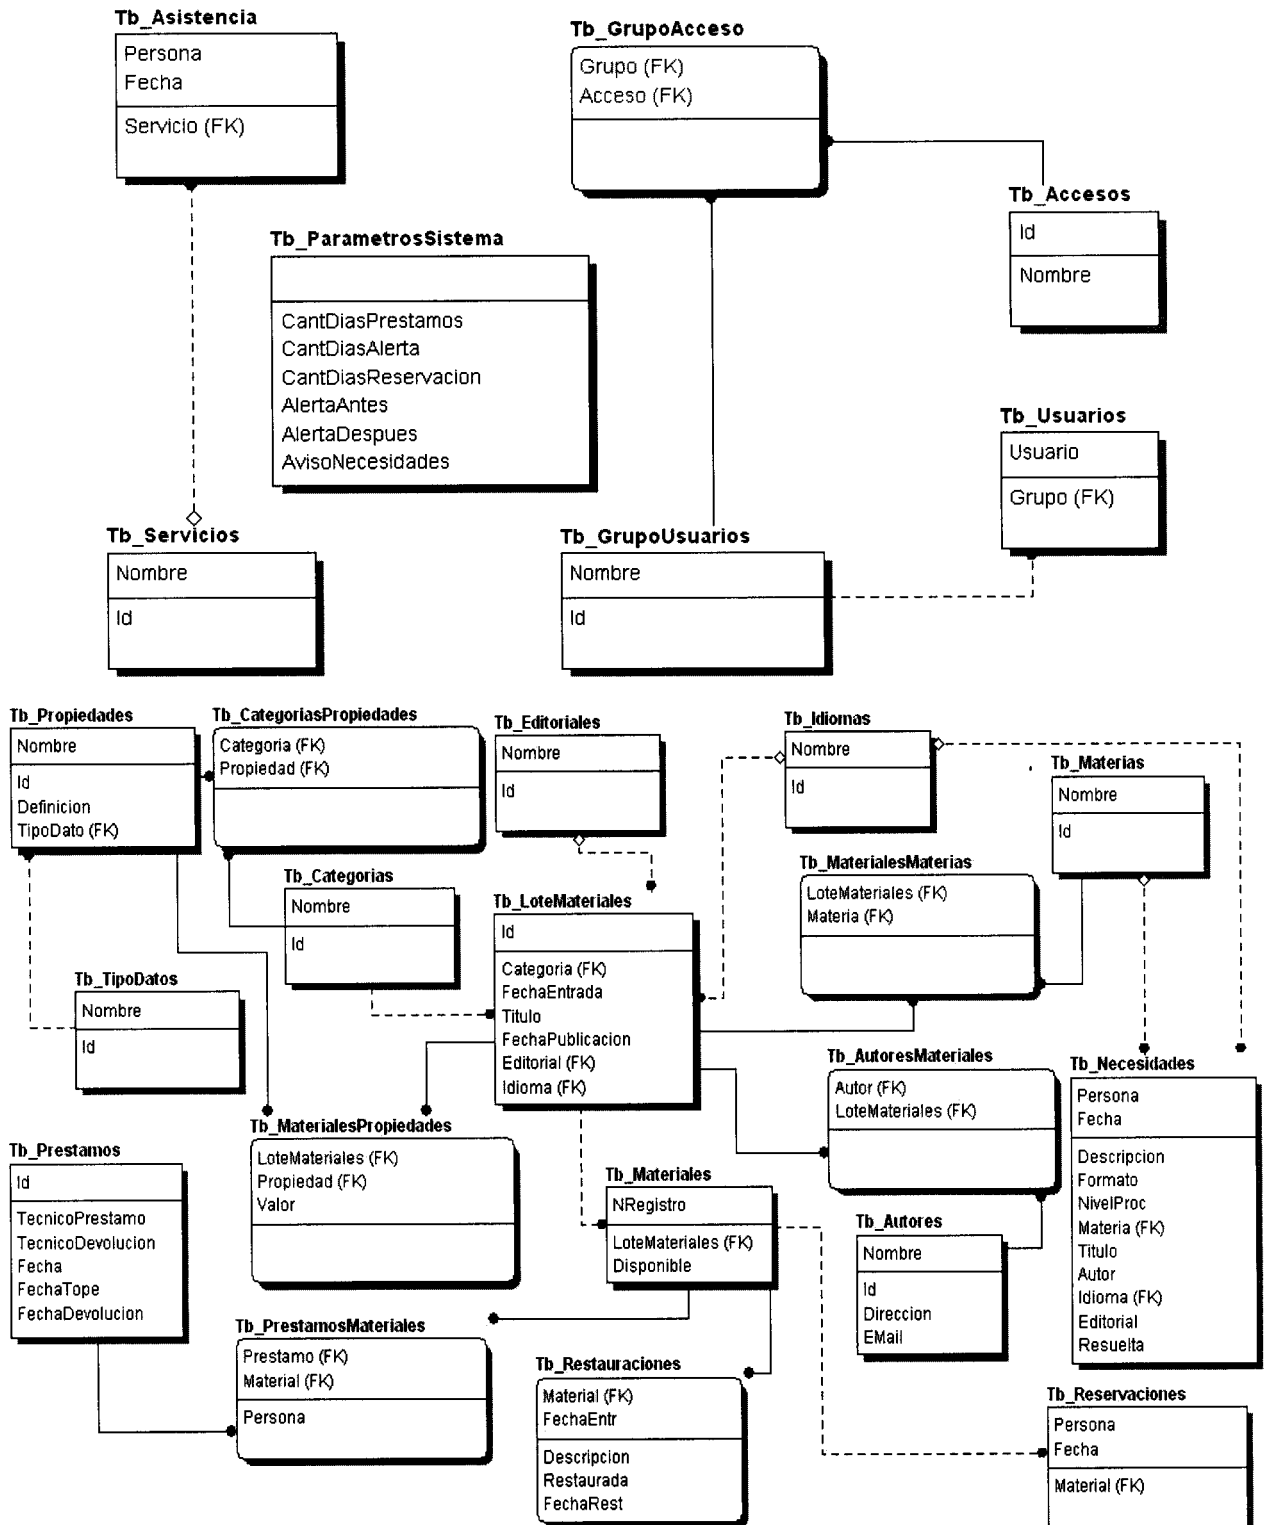 Tb_Asistencia
Persona
Fecha
Servicio (FK)
Tb_GrupoAcceso
Grupo (FK)
Acceso (FK)
Tb_Accesos
Id
Nombre
Tb_ParametrosSistema
CantDiasPrestamos
CantDiasAlerta
CantDiasReservacion
AlertaAntes
AlertaDespues
AvisoNecesidades
Tb_Usuarios
Usuario
Grupo (FK)
Tb_Servicios
Nombre
Id
Tb_GrupoUsuarios
Nombre
Id
Tb_Propiedades
Nombre
Id
Definicion
TipoDato (FK)
Tb_CategoriasPropiedades
Categoria (FK)
Propiedad (FK)
Tb_Editoriales
Nombre
Id
Tb_Idiomas
Nombre
Id
Tb_Materias
Nombre
Id
Tb_Categorias
Nombre
Id
Tb_LoteMateriales
Id
Categoria (FK)
FechaEntrada
Titulo
FechaPublicacion
Editorial (FK)
Idioma (FK)
Tb_MaterialesMaterias
LoteMateriales (FK)
Materia (FK)
Tb_TipoDatos
Nombre
Id
Tb_AutoresMateriales
Autor (FK)
LoteMateriales (FK)
Tb_Necesidades
Persona
Fecha
Descripcion
Formato
NivelProc
Materia (FK)
Titulo
Autor
Idioma (FK)
Editorial
Resuelta
Tb_MaterialesPropiedades
LoteMateriales (FK)
Propiedad (FK)
Valor
Tb_Prestamos
Id
TecnicoPrestamo
TecnicoDevolucion
Fecha
FechaTope
FechaDevolucion
Tb_Materiales
NRegistro
LoteMateriales (FK)
Disponible
Tb_Autores
Nombre
Id
Direccion
EMail
Tb_PrestamosMateriales
Prestamo (FK)
Material (FK)
Persona
Tb_Restauraciones
Material (FK)
FechaEntr
Descripcion
Restaurada
FechaRest
Tb_Reservaciones
Persona
Fecha
Material (FK)